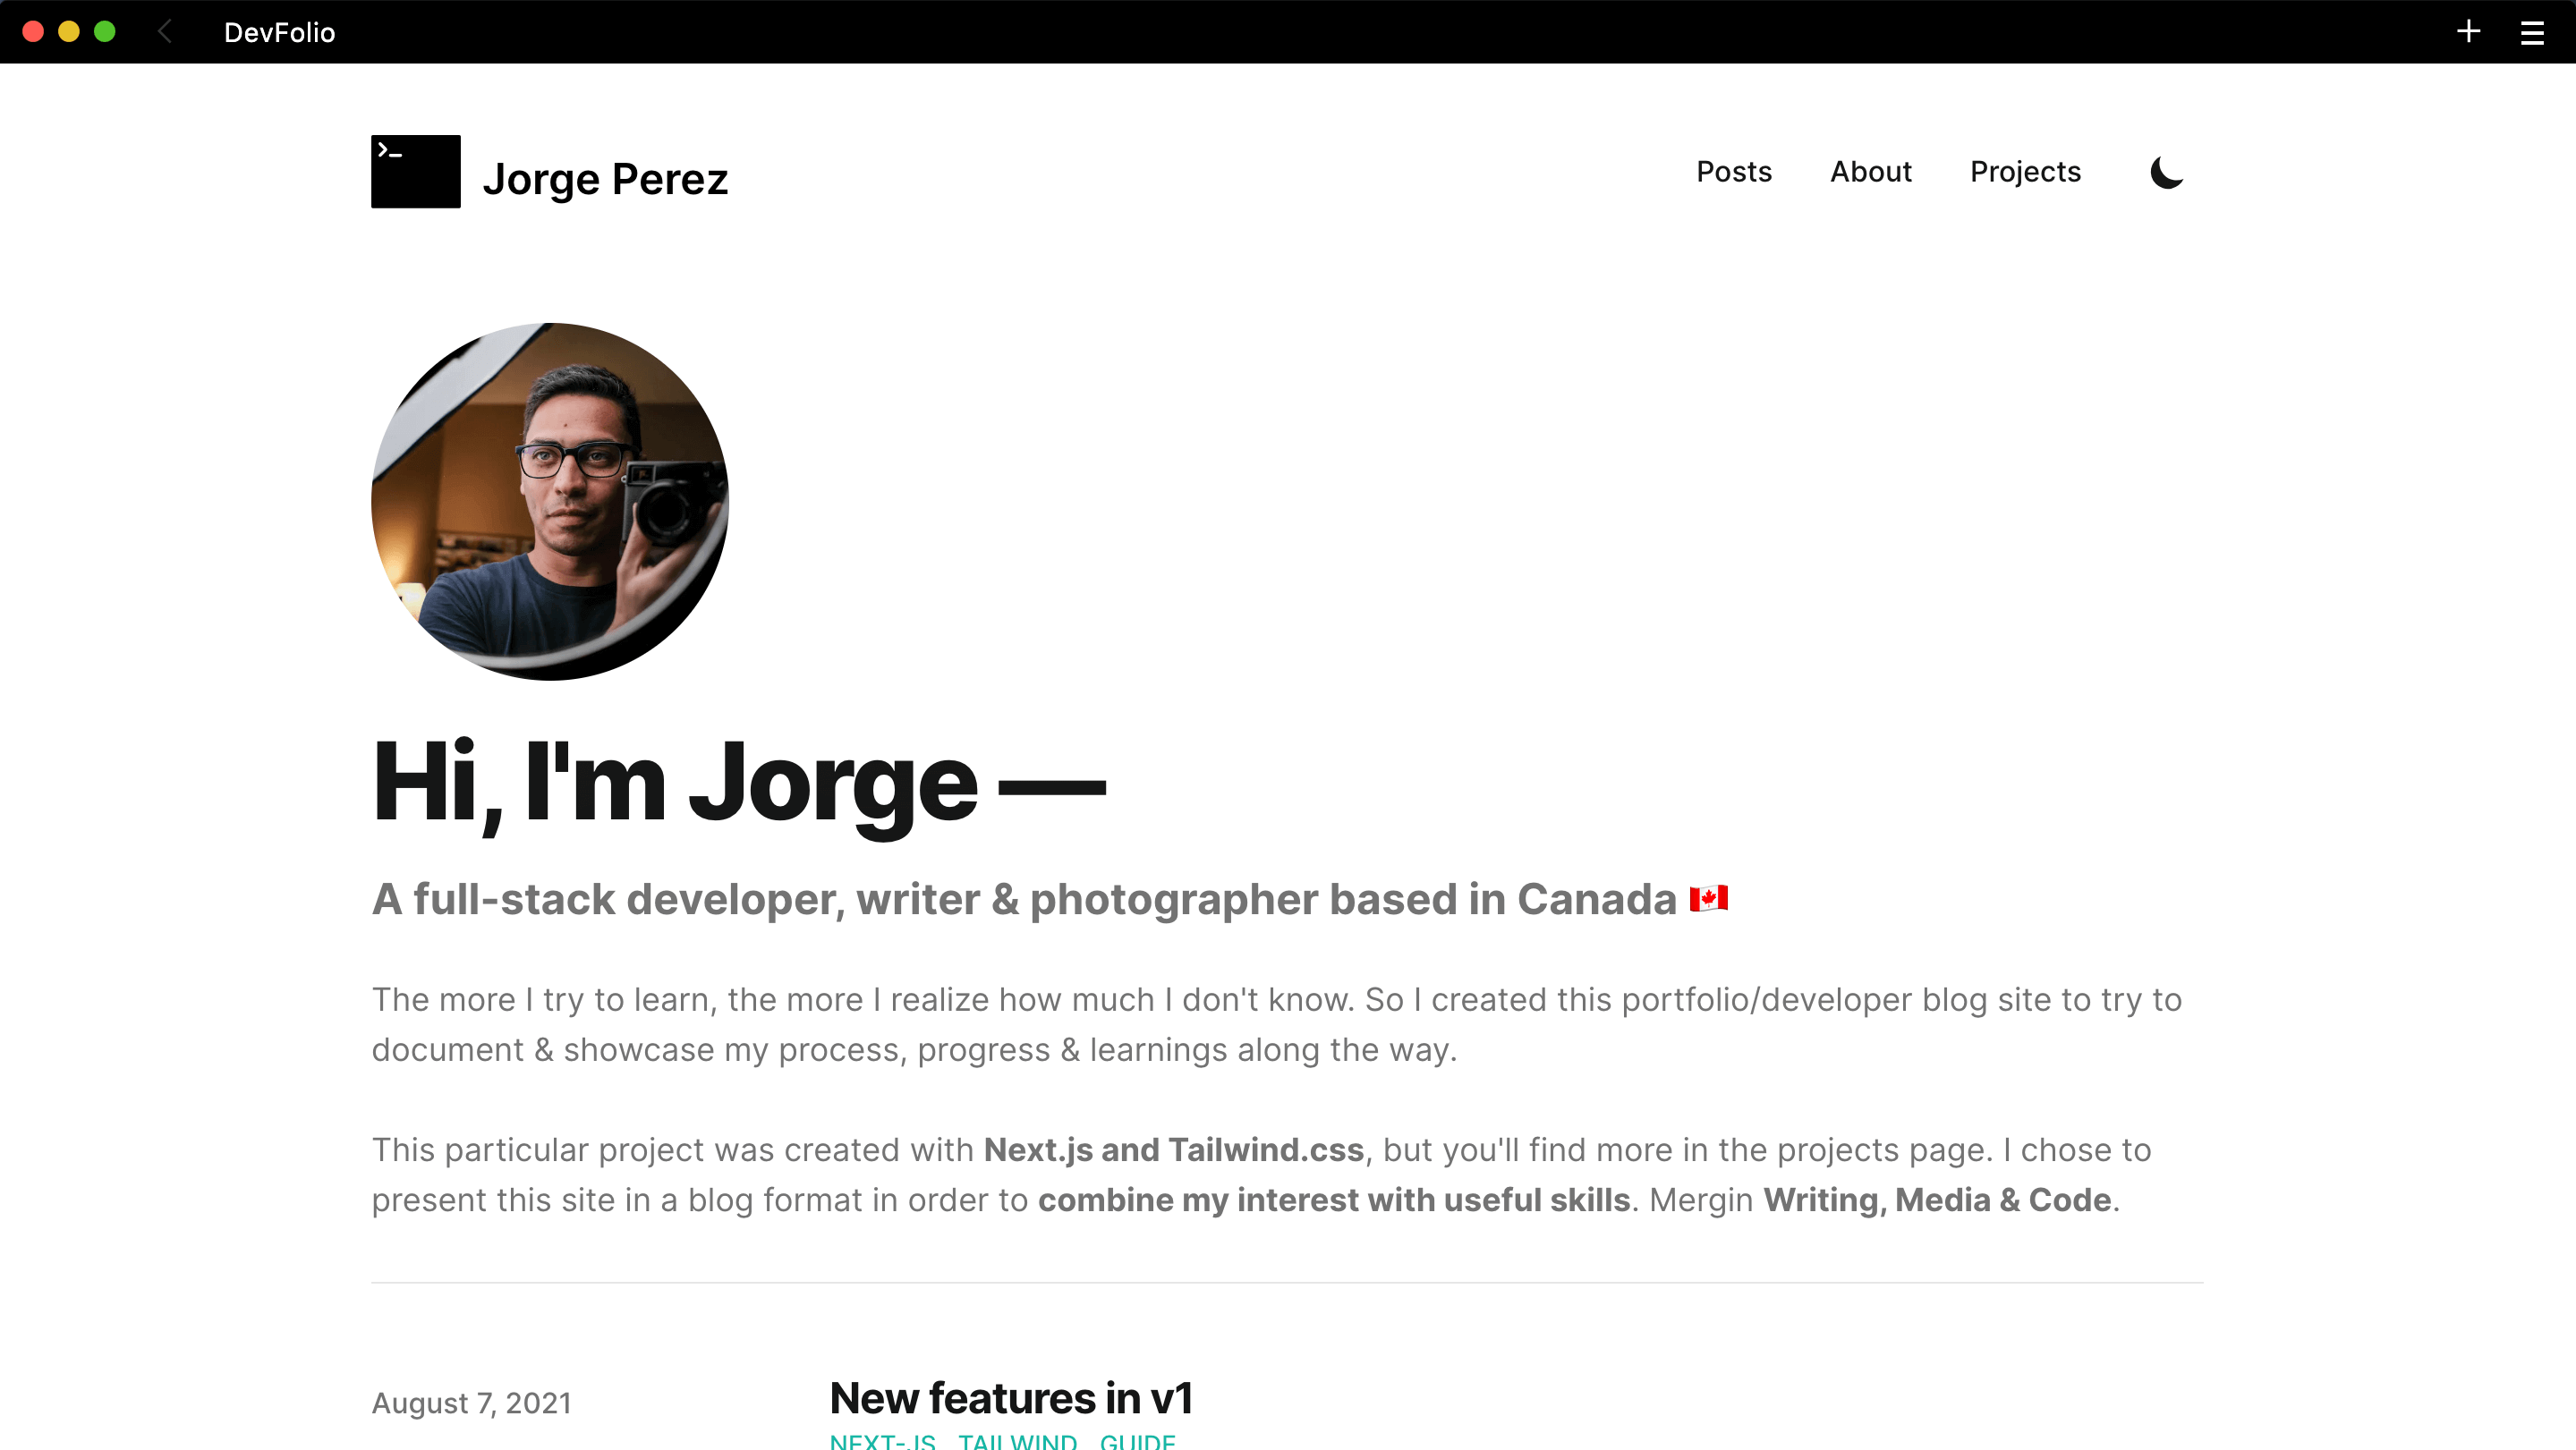 DevFolio
>_
Jorge Perez
Posts About Projects
Hi, I'm Jorge —
A full-stack developer, writer & photographer based in Canada 🇨🇦
The more I try to learn, the more I realize how much I don't know. So I created this portfolio/developer blog site to try to
document & showcase my process, progress & learnings along the way.
This particular project was created with Next.js and Tailwind.css, but you'll find more in the projects page. I chose to
present this site in a blog format in order to combine my interest with useful skills. Mergin Writing, Media & Code.
August 7, 2021
New features in v1
NEXT-JS TAILWIND GUIDE